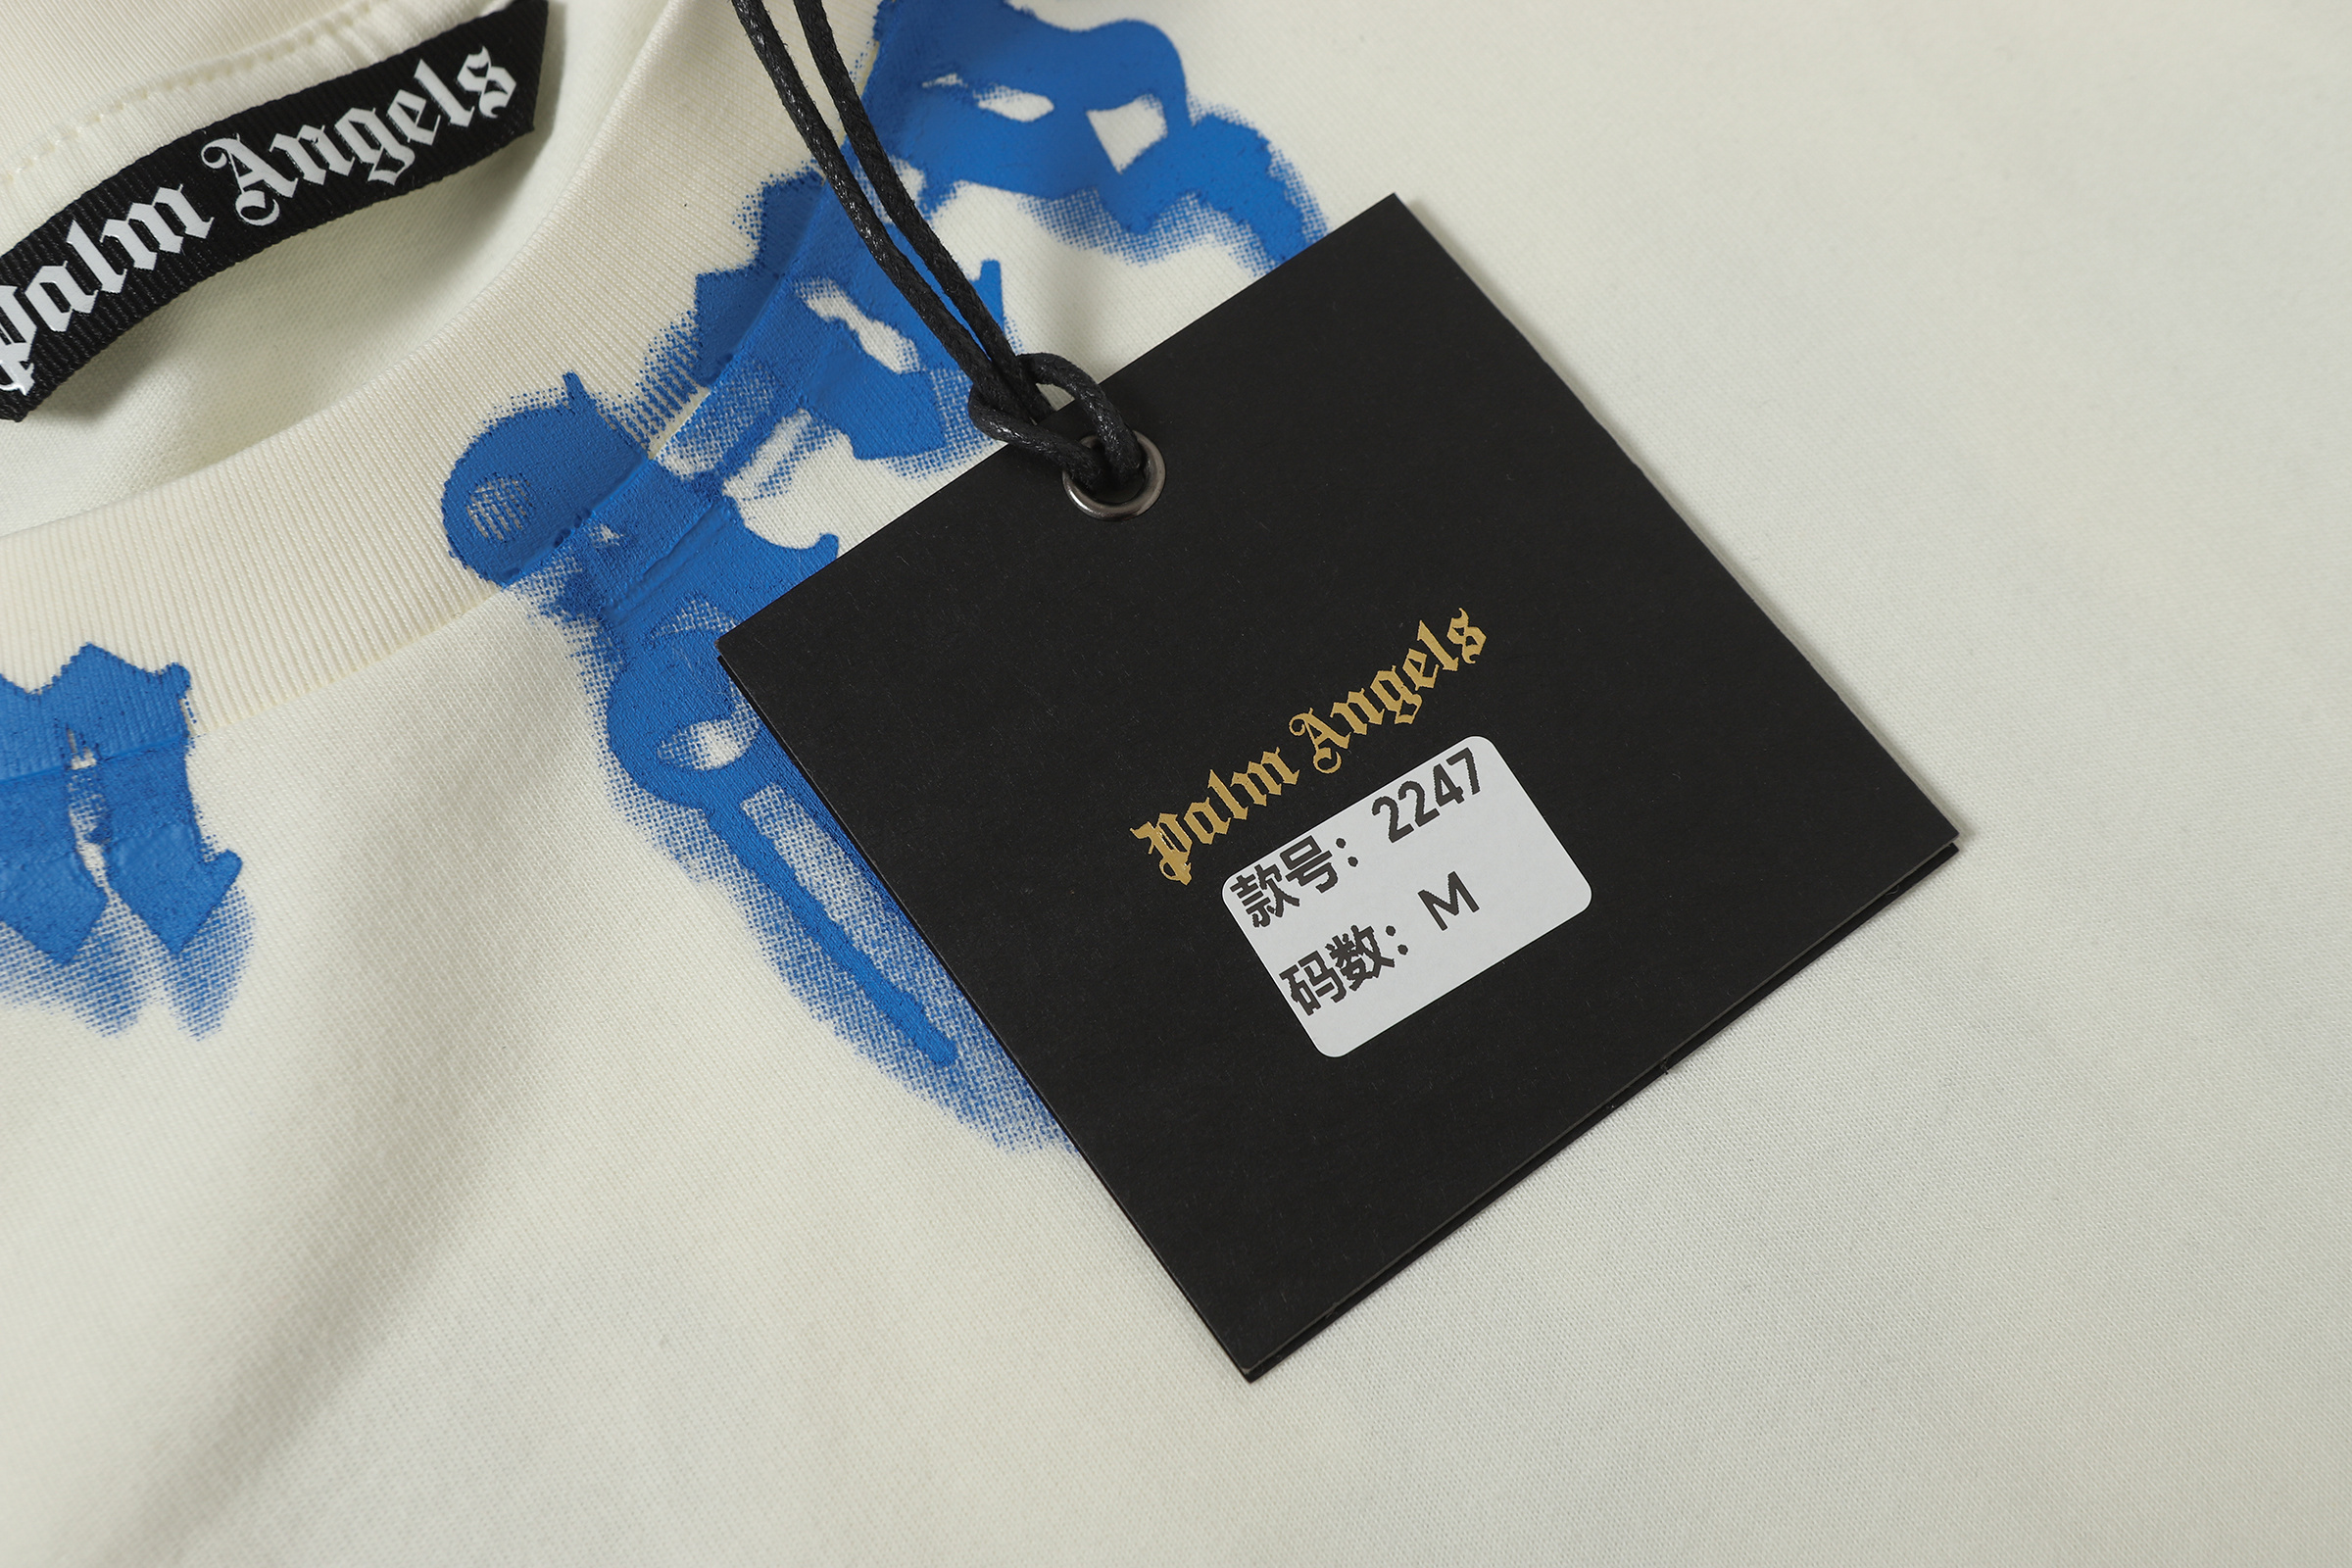 Palm Angels
Palm Angels
款号: 2247
码数: M